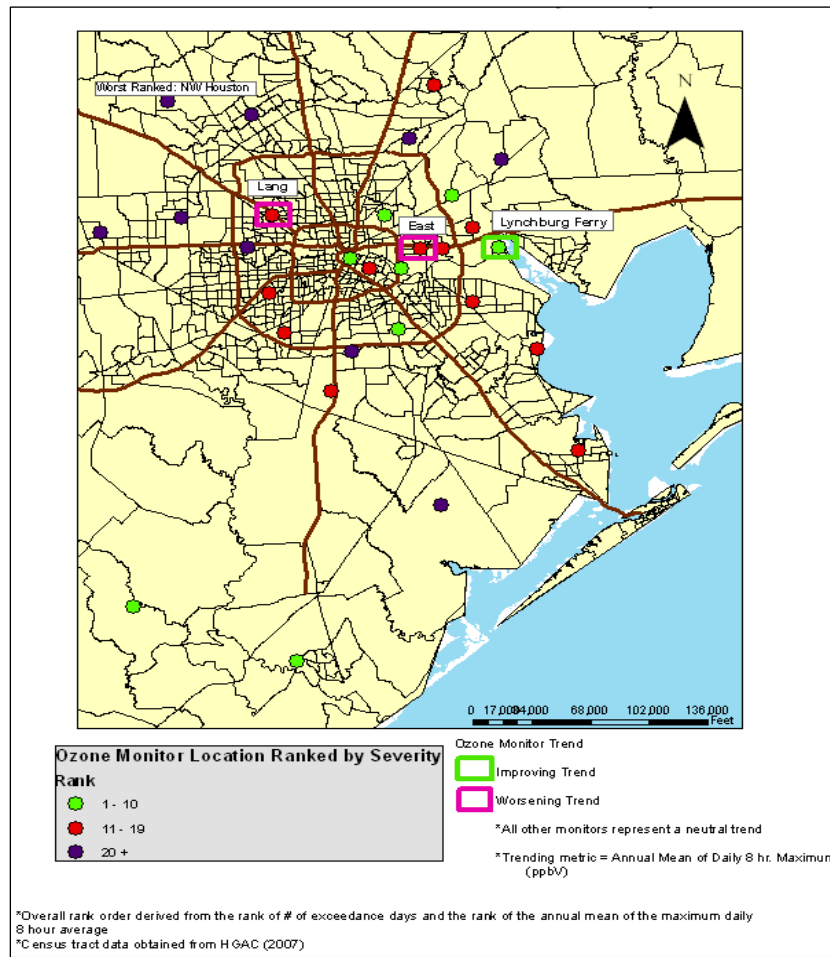 Worst Ranked: NW Houston
N
Lang
East
Lynchburg Ferry
0 17,000 34,000 68,000 102,000 136,000
Feet
Ozone Monitor Location Ranked by Severity
Rank
1 - 10
11 - 19
20 +
Ozone Monitor Trend
Improving Trend
Worsening Trend
*All other monitors represent a neutral trend
*Trending metric = Annual Mean of Daily 8 hr. Maximum
(ppbV)
*Overall rank order derived from the rank of # of exceedance days and the rank of the annual mean of the maximum daily
8 hour average
*Census tract data obtained from HGAC (2007)